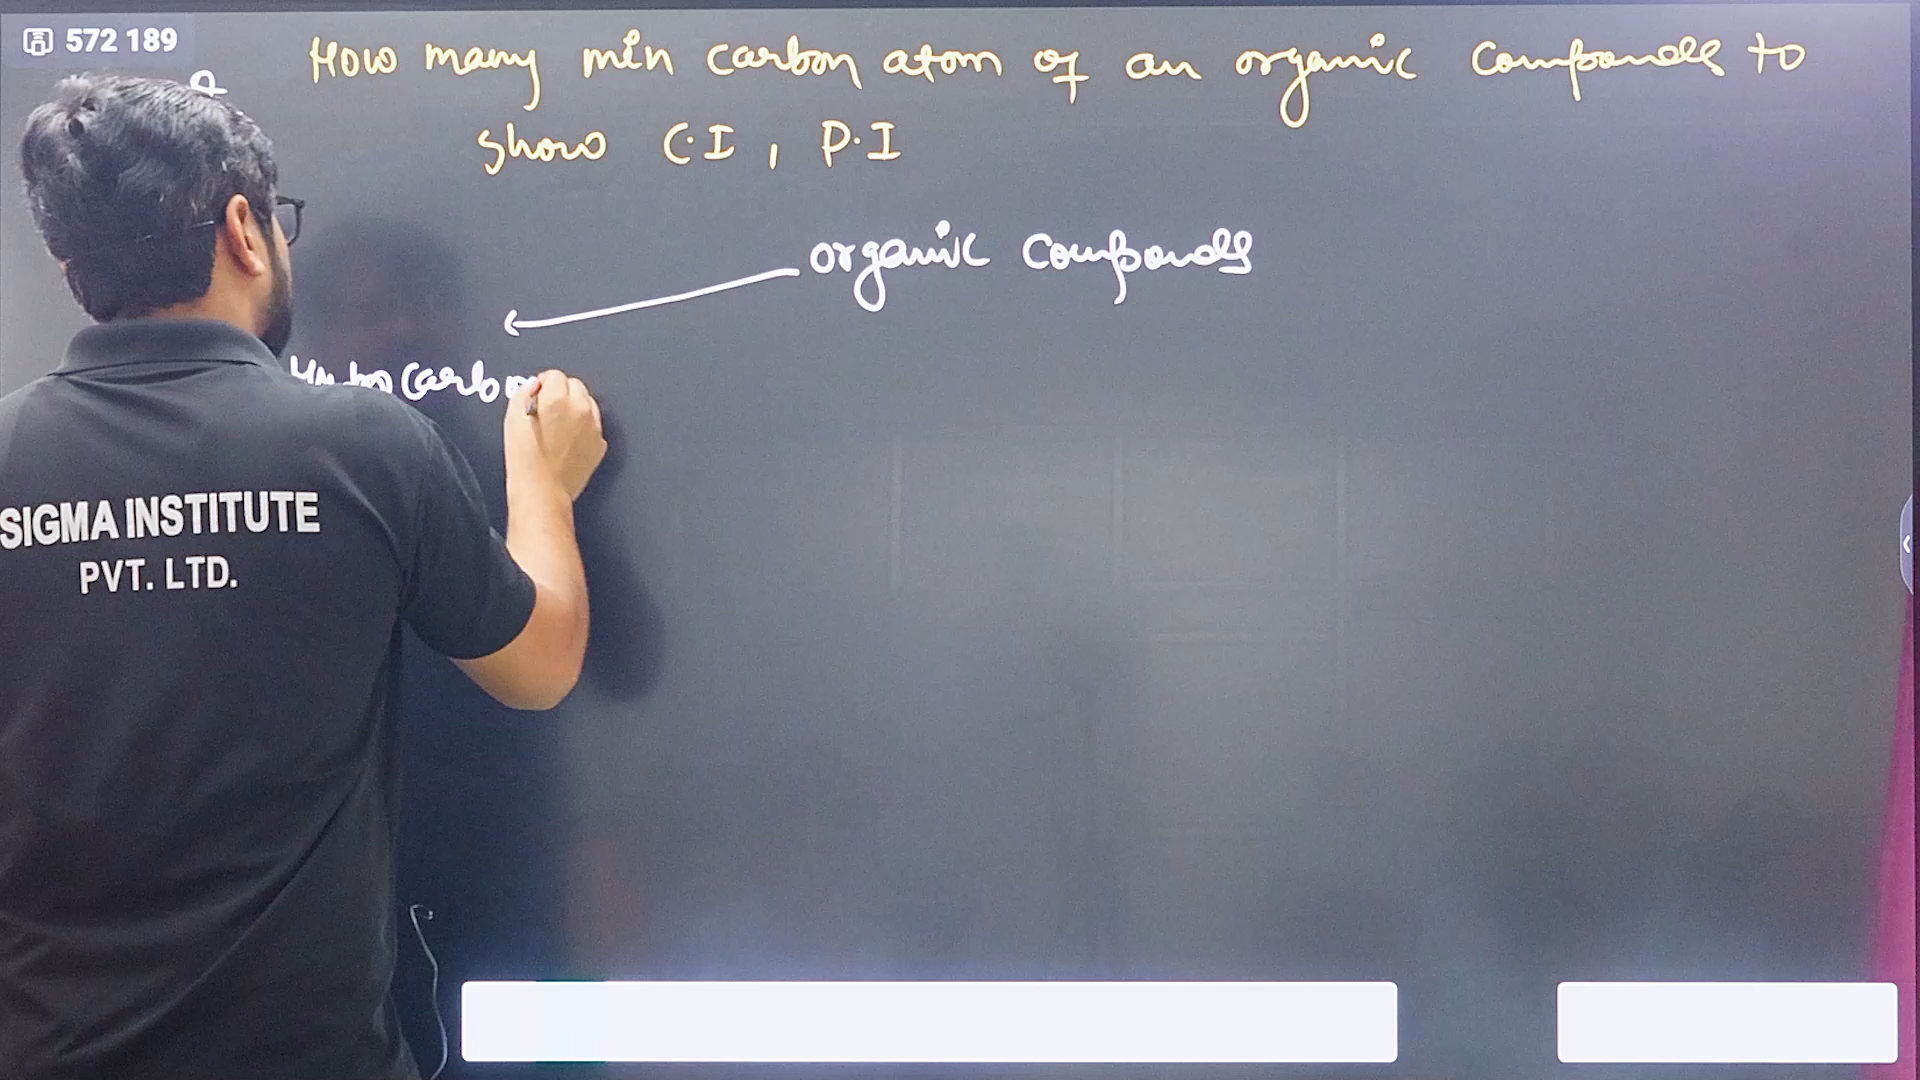 572 189
How many min carbon atom of an organic compounds to
show C.I, P.I
organic compounds
Hydrocarbon
SIGMA INSTITUTE
PVT. LTD.